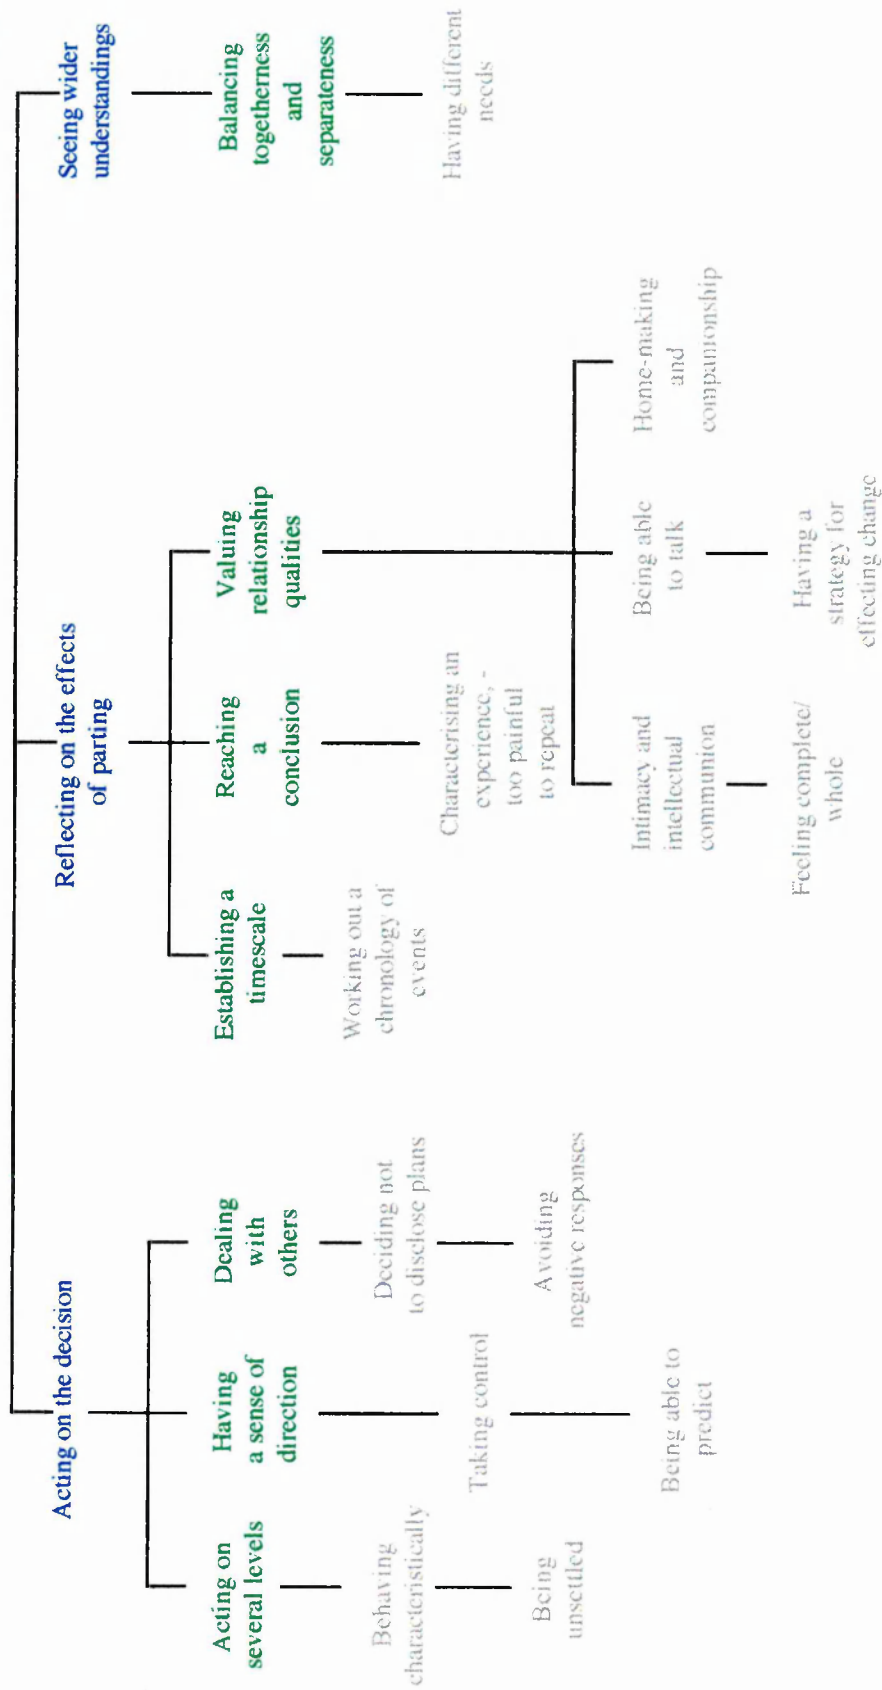 Acting on the decision
Acting on
several levels
Behaving
characteristically
Being
unsettled
Having
a sense of
direction
Taking control
Being able to
predict
Dealing
with
others
Deciding not
to disclose plans
Avoiding
negative responses
Reflecting on the effects
of parting
Establishing a
timescale
Working out a
chronology of
events
Reaching
a
conclusion
Characterising an
experience, -
too painful
to repeat
Valuing
relationship
qualities
Intimacy and
intellectual
communion
Feeling complete/
whole
Being able
to talk
Having a
strategy for
effecting change
Home-making
and
companionship
Seeing wider
understandings
Balancing
togetherness
and
separateness
Having different
needs